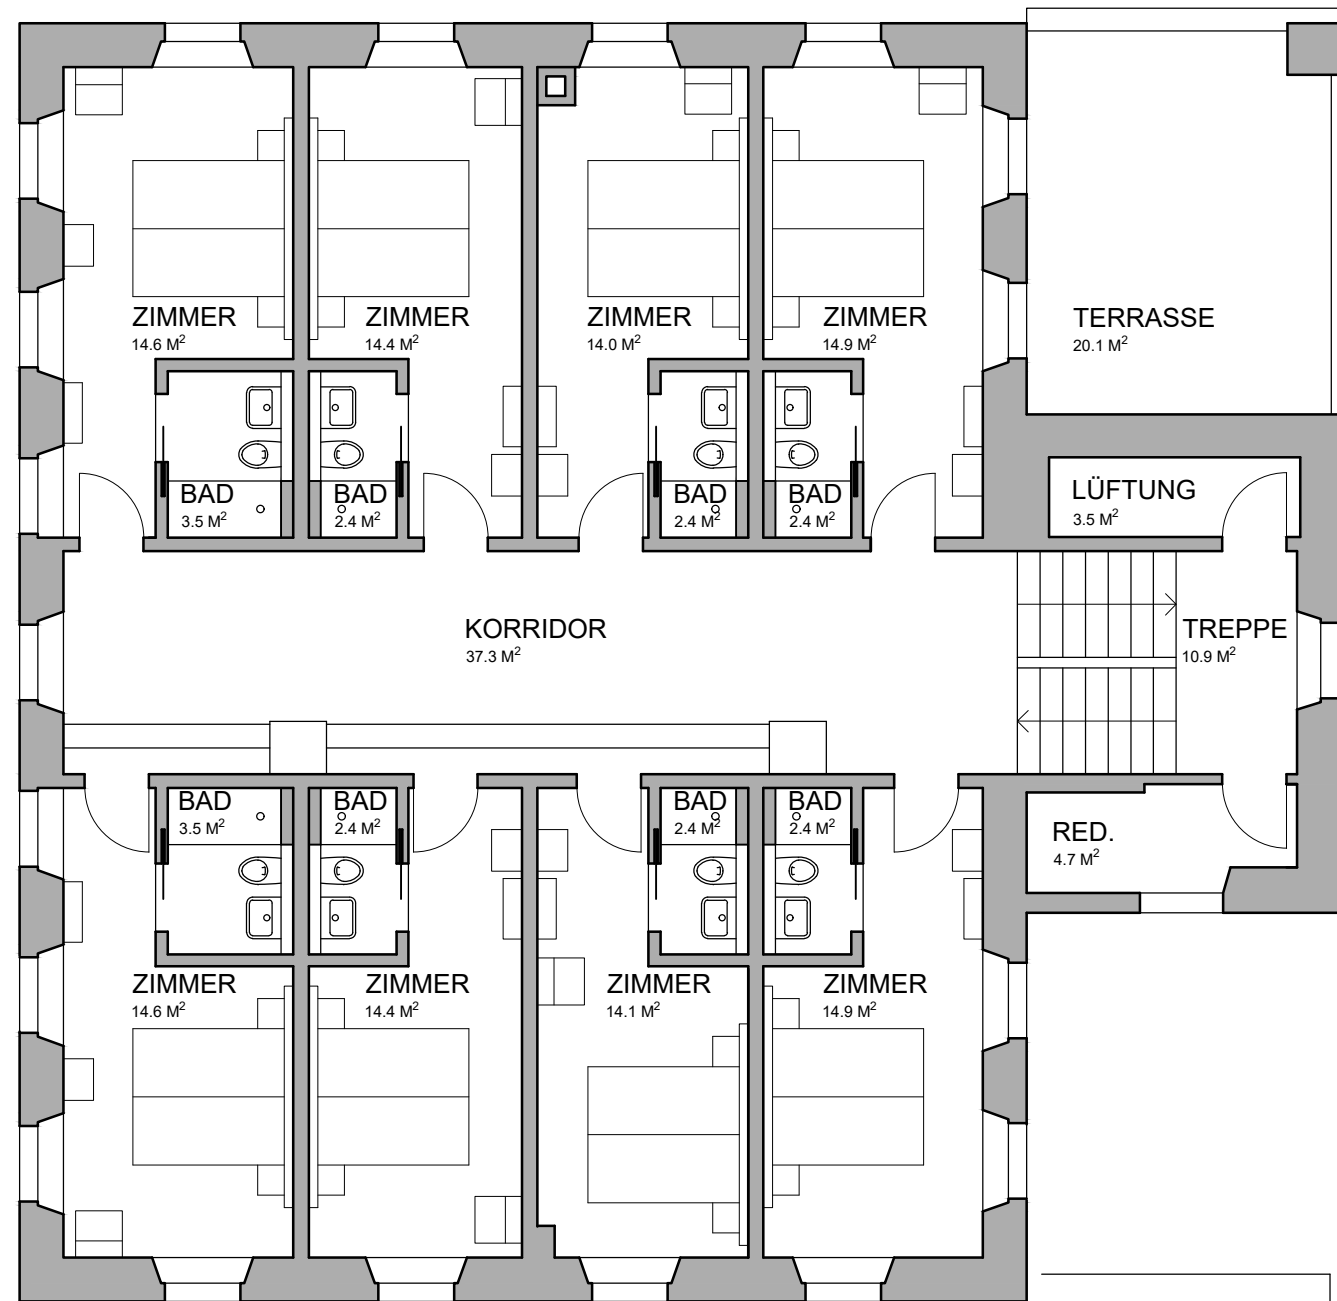 ZIMMER
14.6 M²
ZIMMER
14.4 M²
ZIMMER
14.0 M²
ZIMMER
14.9 M²
TERRASSE
20.1 M²
BAD
3.5 M²
BAD
2.4 M²
BAD
2.4 M²
BAD
2.4 M²
LÜFTUNG
3.5 M²
KORRIDOR
37.3 M²
TREPPE
10.9 M²
BAD
3.5 M²
BAD
2.4 M²
BAD
2.4 M²
BAD
2.4 M²
RED.
4.7 M²
ZIMMER
14.6 M²
ZIMMER
14.4 M²
ZIMMER
14.1 M²
ZIMMER
14.9 M²